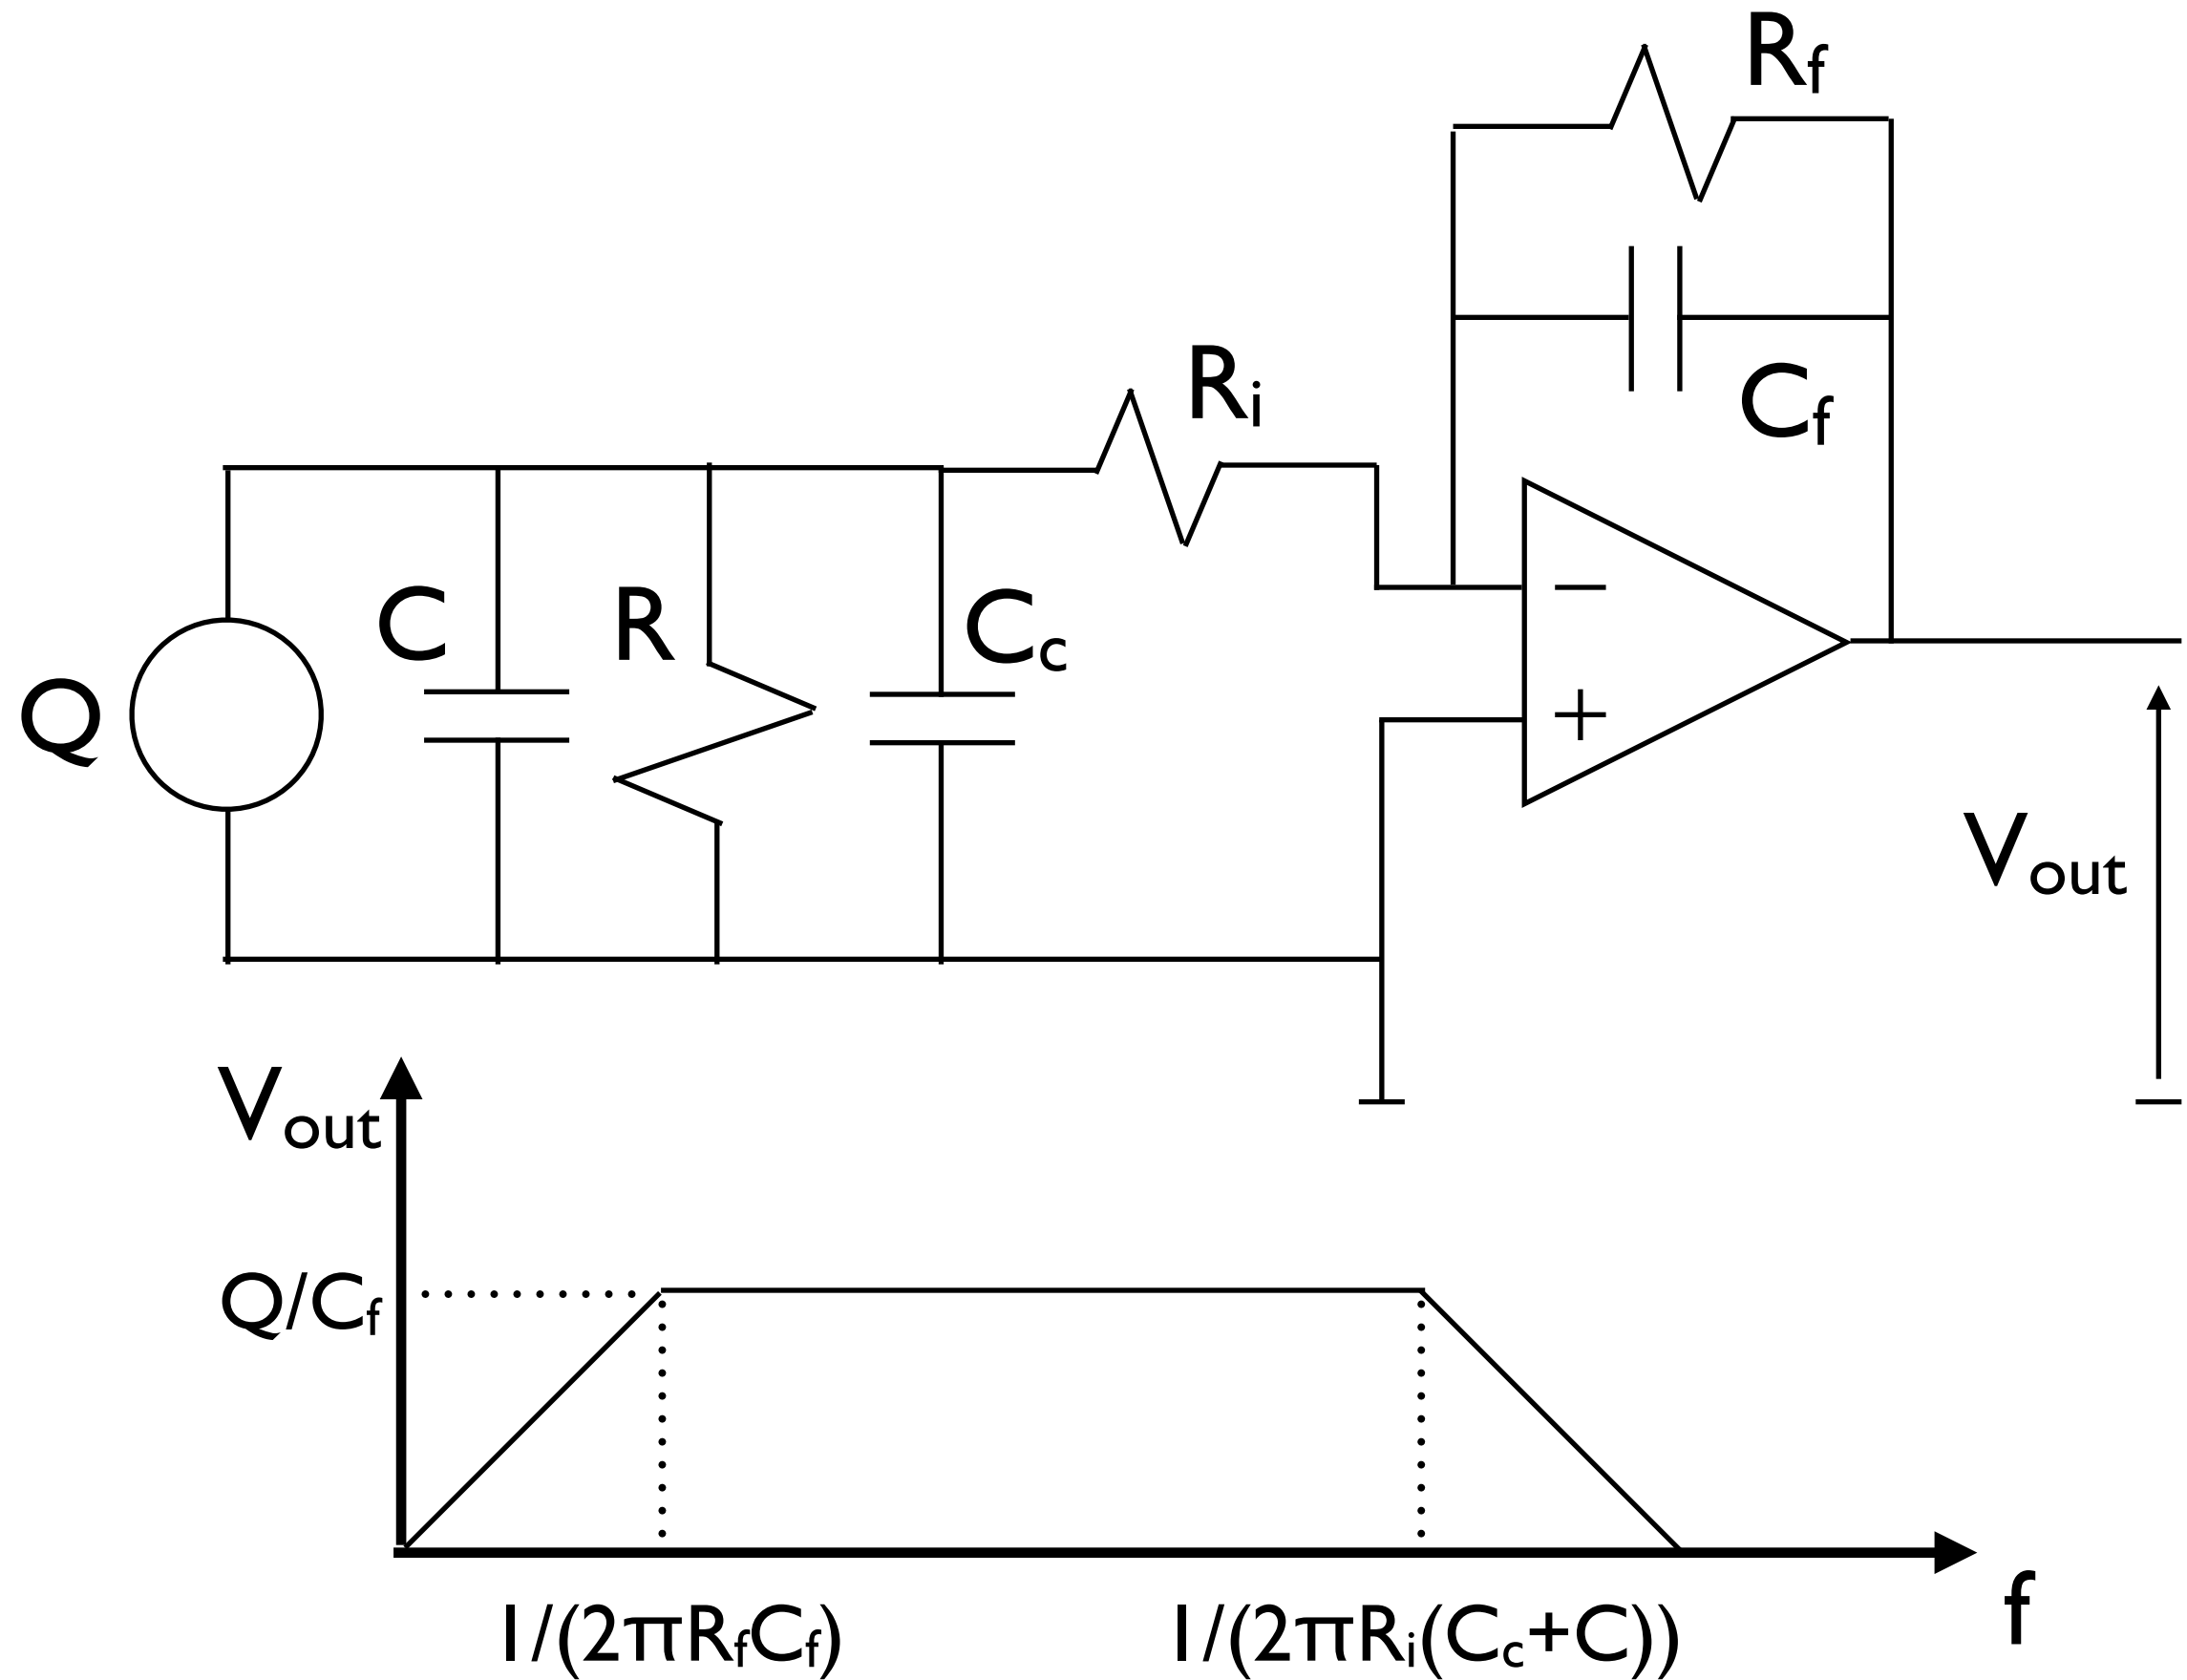 Rf
Ri
Cf
C
R
Cc
Q
−
+
Vout
Vout
Q/Cf
1/(2πRfCf)
1/(2πRi(Cc+C))
f